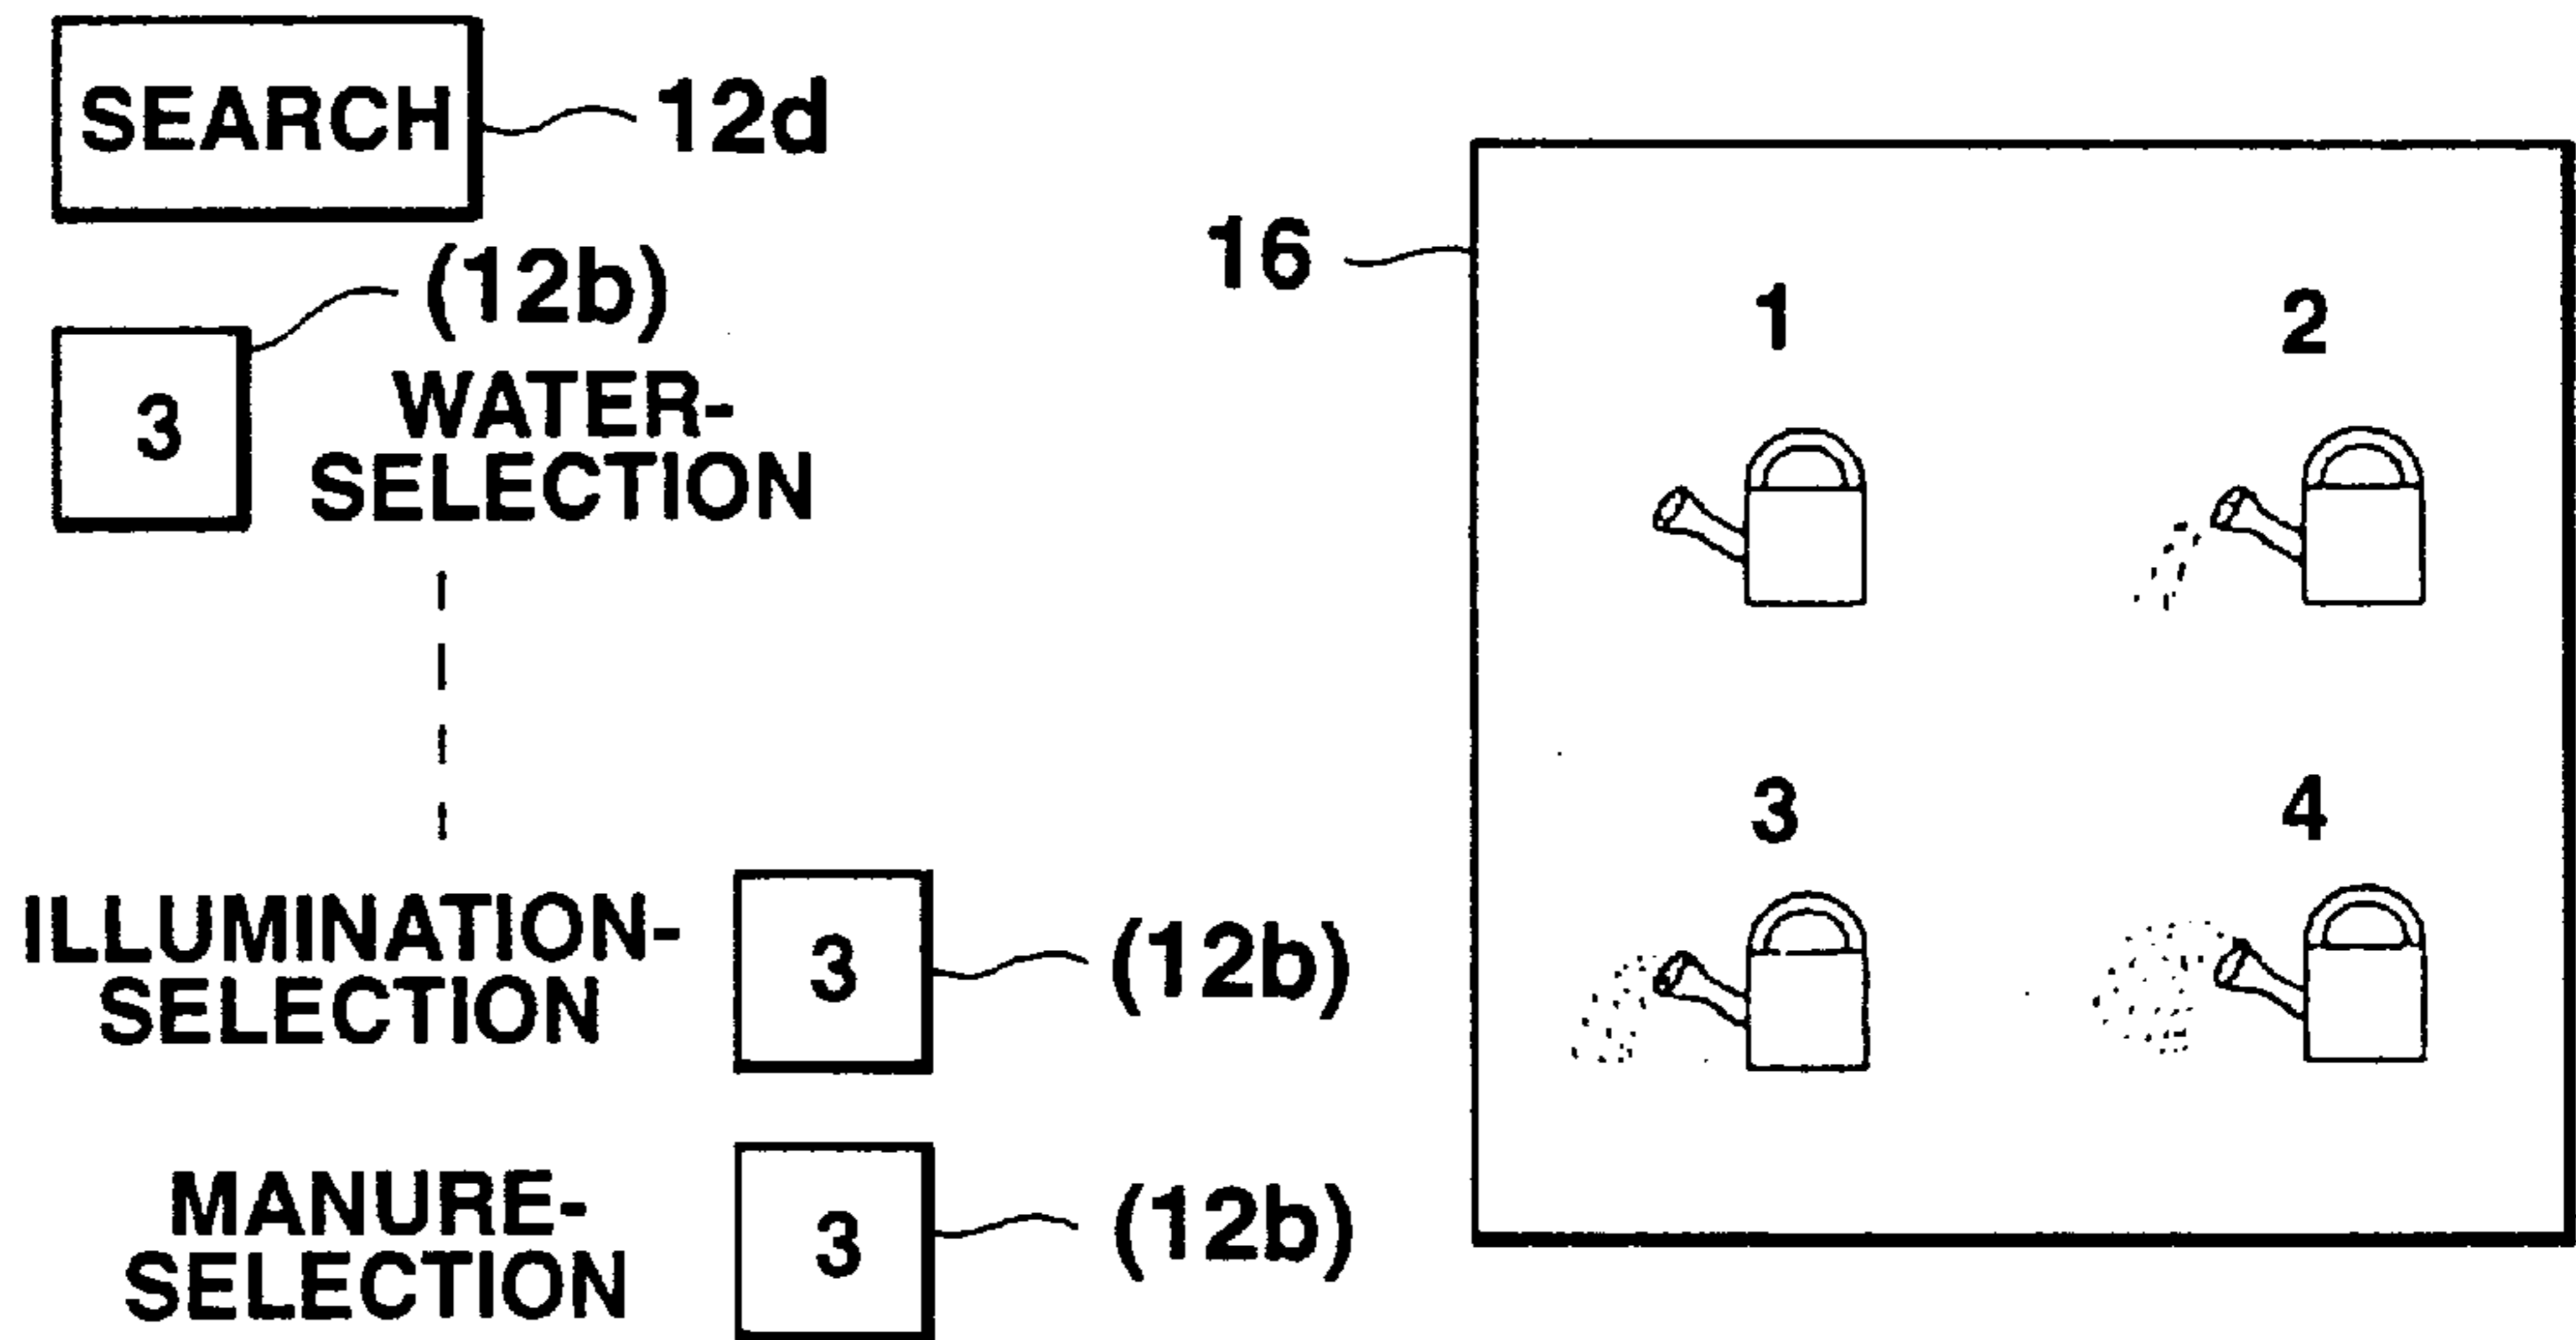 SEARCH 12d
(12b)
3 WATER-
SELECTION
ILLUMINATION-
SELECTION
3 (12b)
MANURE-
SELECTION
3 (12b)
16
1 2
3 4